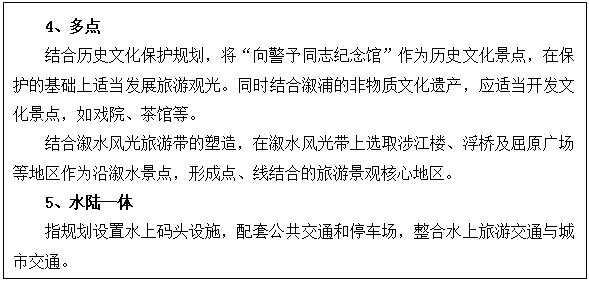 4、多点
结合历史文化保护规划，将“向警予同志纪念馆”作为历史文化景点，在保
护的基础上适当发展旅游观光。同时结合溆浦的非物质文化遗产，应适当开发文
化景点，如戏院、茶馆等。
结合溆水风光旅游带的塑造，在溆水风光带上选取涉江楼、浮桥及屈原广场
等地区作为沿溆水景点，形成点、线结合的旅游景观核心地区。
5、水陆一体
指规划设置水上码头设施，配套公共交通和停车场，整合水上旅游交通与城
市交通。